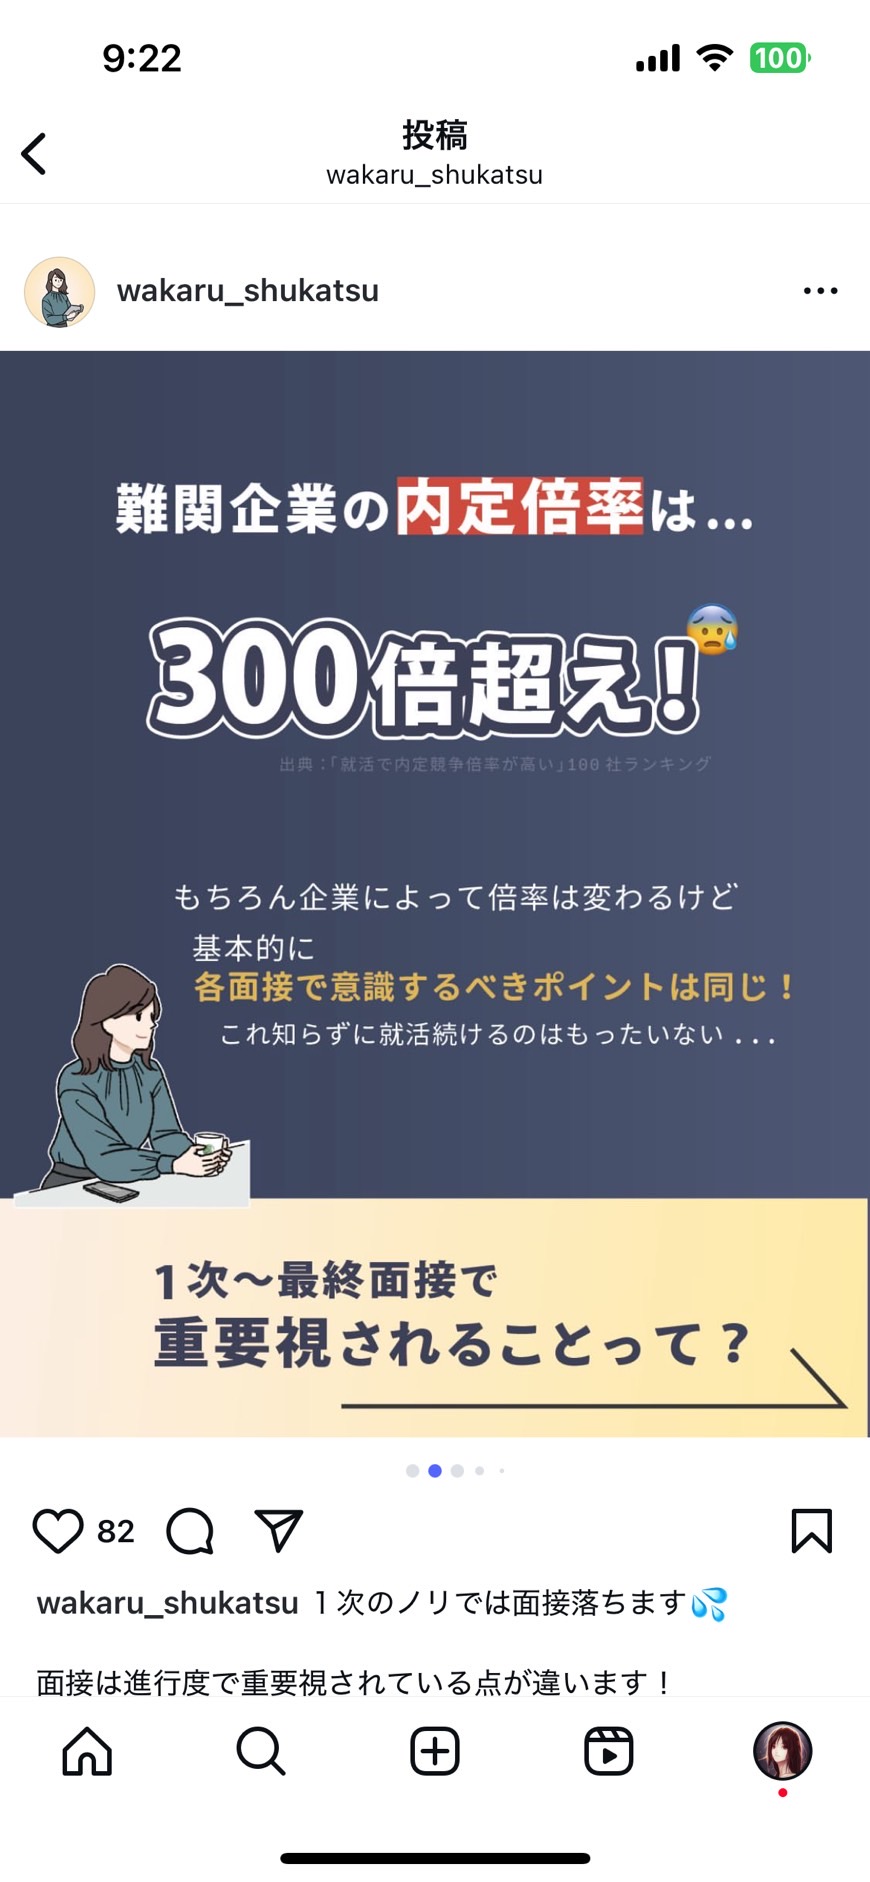 9:22
100
投稿
wakaru_shukatsu
wakaru_shukatsu
難関企業の内定倍率は...
300倍超え!
出典:「就活で内定競争倍率が高い」100社ランキング
もちろん企業によって倍率は変わるけど
基本的に
各面接で意識するべきポイントは同じ！
これ知らずに就活続けるのはもったいない...
1次〜最終面接で
重要視されることって？
82
wakaru_shukatsu 1次のノリでは面接落ちます💦
面接は進行度で重要視されている点が違います！